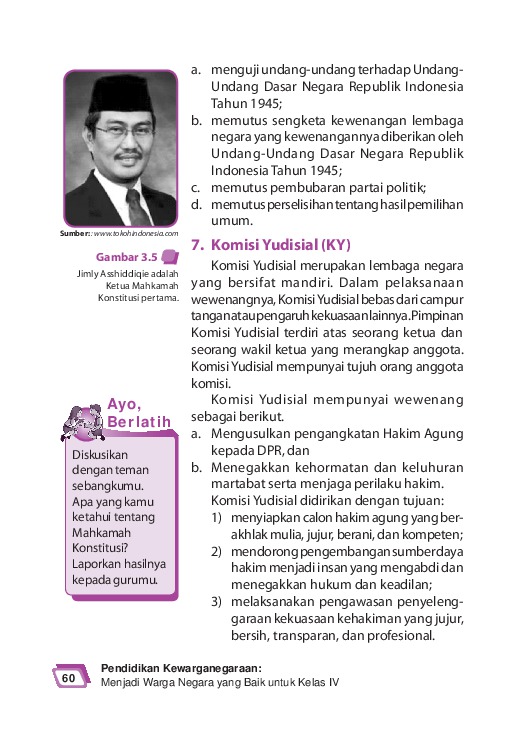 a. menguji undang-undang terhadap Undang-
Undang Dasar Negara Republik Indonesia
Tahun 1945;
b. memutus sengketa kewenangan lembaga
negara yang kewenangannya diberikan oleh
Undang-Undang Dasar Negara Republik
Indonesia Tahun 1945;
c. memutus pembubaran partai politik;
d. memutus perselisihan tentang hasil pemilihan
umum.
Sumber: : www.tokohindonesia.com
Gambar 3.5
Jimly Asshiddiqie adalah
Ketua Mahkamah
Konstitusi pertama.
7. Komisi Yudisial (KY)
Komisi Yudisial merupakan lembaga negara
yang bersifat mandiri. Dalam pelaksanaan
wewenangnya, Komisi Yudisial bebas dari campur
tangan atau pengaruh kekuasaan lainnya. Pimpinan
Komisi Yudisial terdiri atas seorang ketua dan
seorang wakil ketua yang merangkap anggota.
Komisi Yudisial mempunyai tujuh orang anggota
komisi.
Komisi Yudisial mempunyai wewenang
sebagai berikut.
a. Mengusulkan pengangkatan Hakim Agung
kepada DPR, dan
b. Menegakkan kehormatan dan keluhuran
martabat serta menjaga perilaku hakim.
Komisi Yudisial didirikan dengan tujuan:
1) menyiapkan calon hakim agung yang ber-
akhlak mulia, jujur, berani, dan kompeten;
2) mendorong pengembangan sumber daya
hakim menjadi insan yang mengabdi dan
menegakkan hukum dan keadilan;
3) melaksanakan pengawasan penyeleng-
garaan kekuasaan kehakiman yang jujur,
bersih, transparan, dan profesional.
Ayo,
Berlatih
Diskusikan
dengan teman
sebangkumu.
Apa yang kamu
ketahui tentang
Mahkamah
Konstitusi?
Laporkan hasilnya
kepada gurumu.
60
Pendidikan Kewarganegaraan:
Menjadi Warga Negara yang Baik untuk Kelas IV